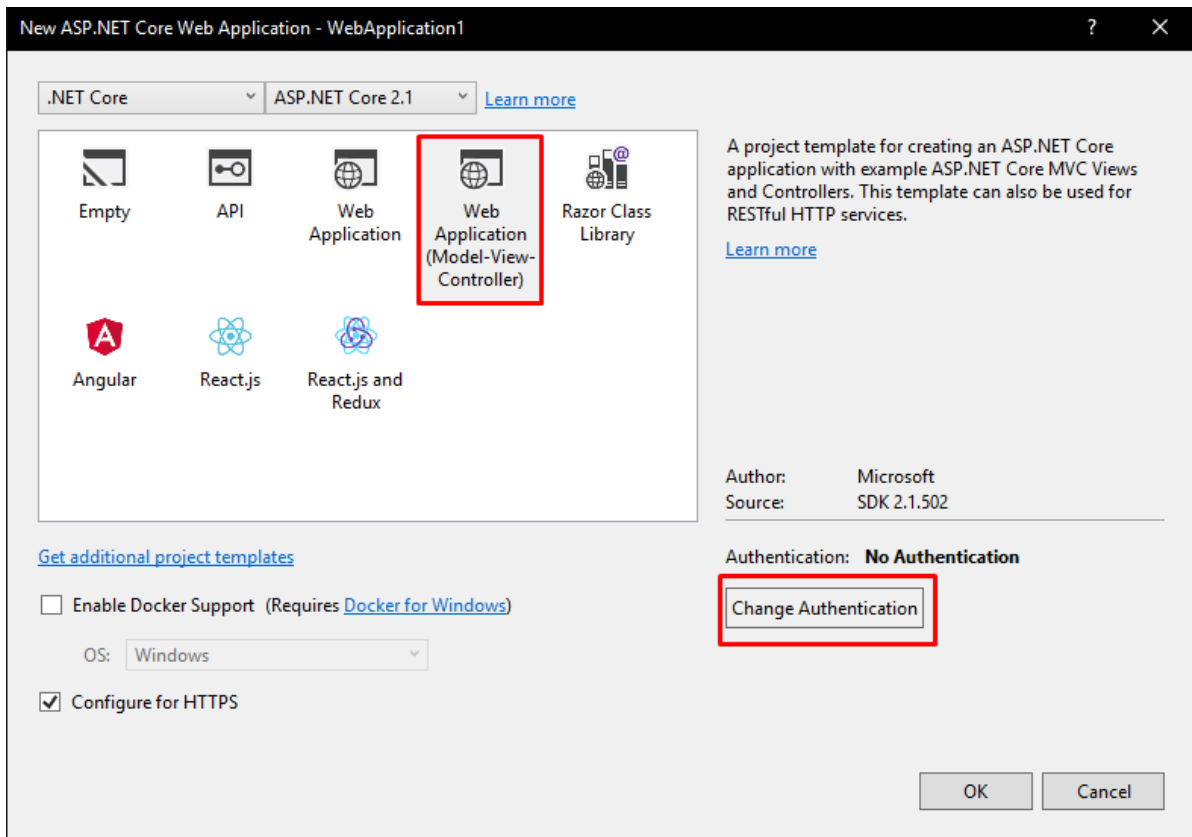 New ASP.NET Core Web Application - WebApplication1
?
.NET Core
ASP.NET Core 2.1
Learn more
Empty
API
Web
Application
Web
Application
(Model-View-
Controller)
Razor Class
Library
Angular
React.js
React.js and
Redux
A project template for creating an ASP.NET Core
application with example ASP.NET Core MVC Views
and Controllers. This template can also be used for
RESTful HTTP services.
Learn more
Author: Microsoft
Source: SDK 2.1.502
Get additional project templates
Authentication: No Authentication
Change Authentication
Enable Docker Support (Requires Docker for Windows)
OS: Windows
Configure for HTTPS
OK
Cancel